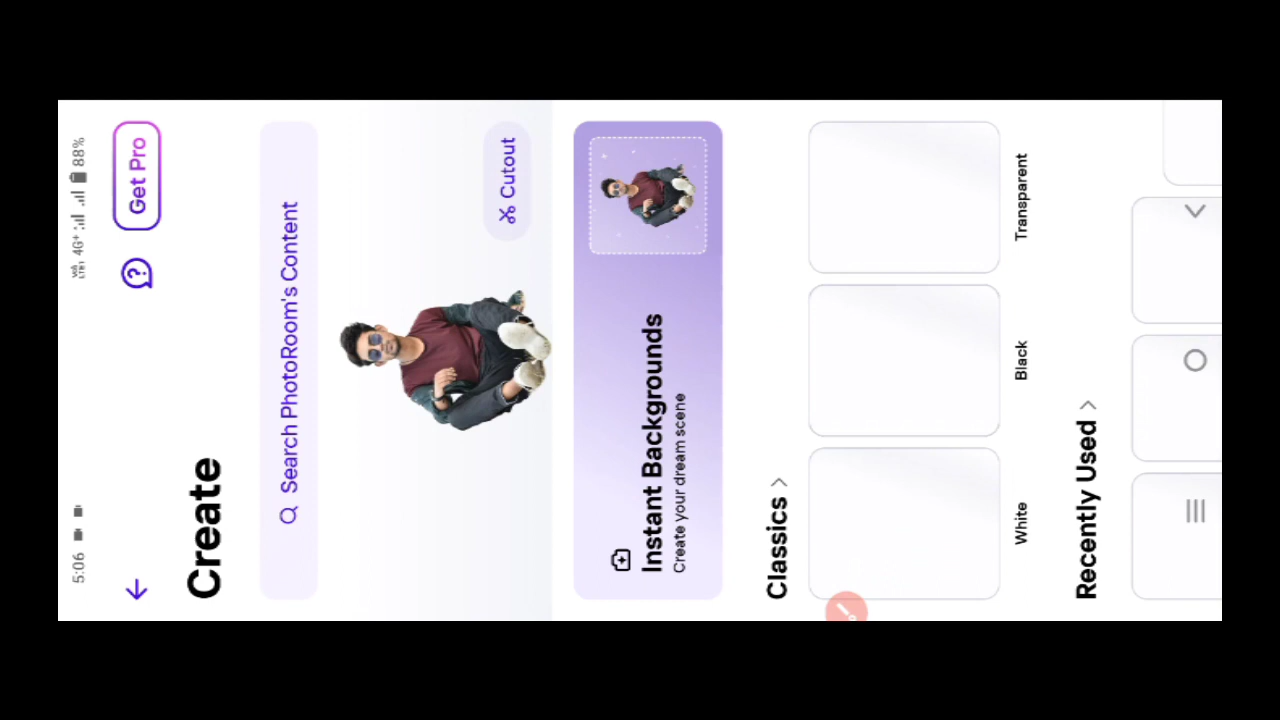 5:06 VoLTE1 4G+ 88%
Get Pro
Create
Search PhotoRoom's Content
Cutout
Instant Backgrounds
Create your dream scene
Classics >
White Black Transparent
Recently Used >